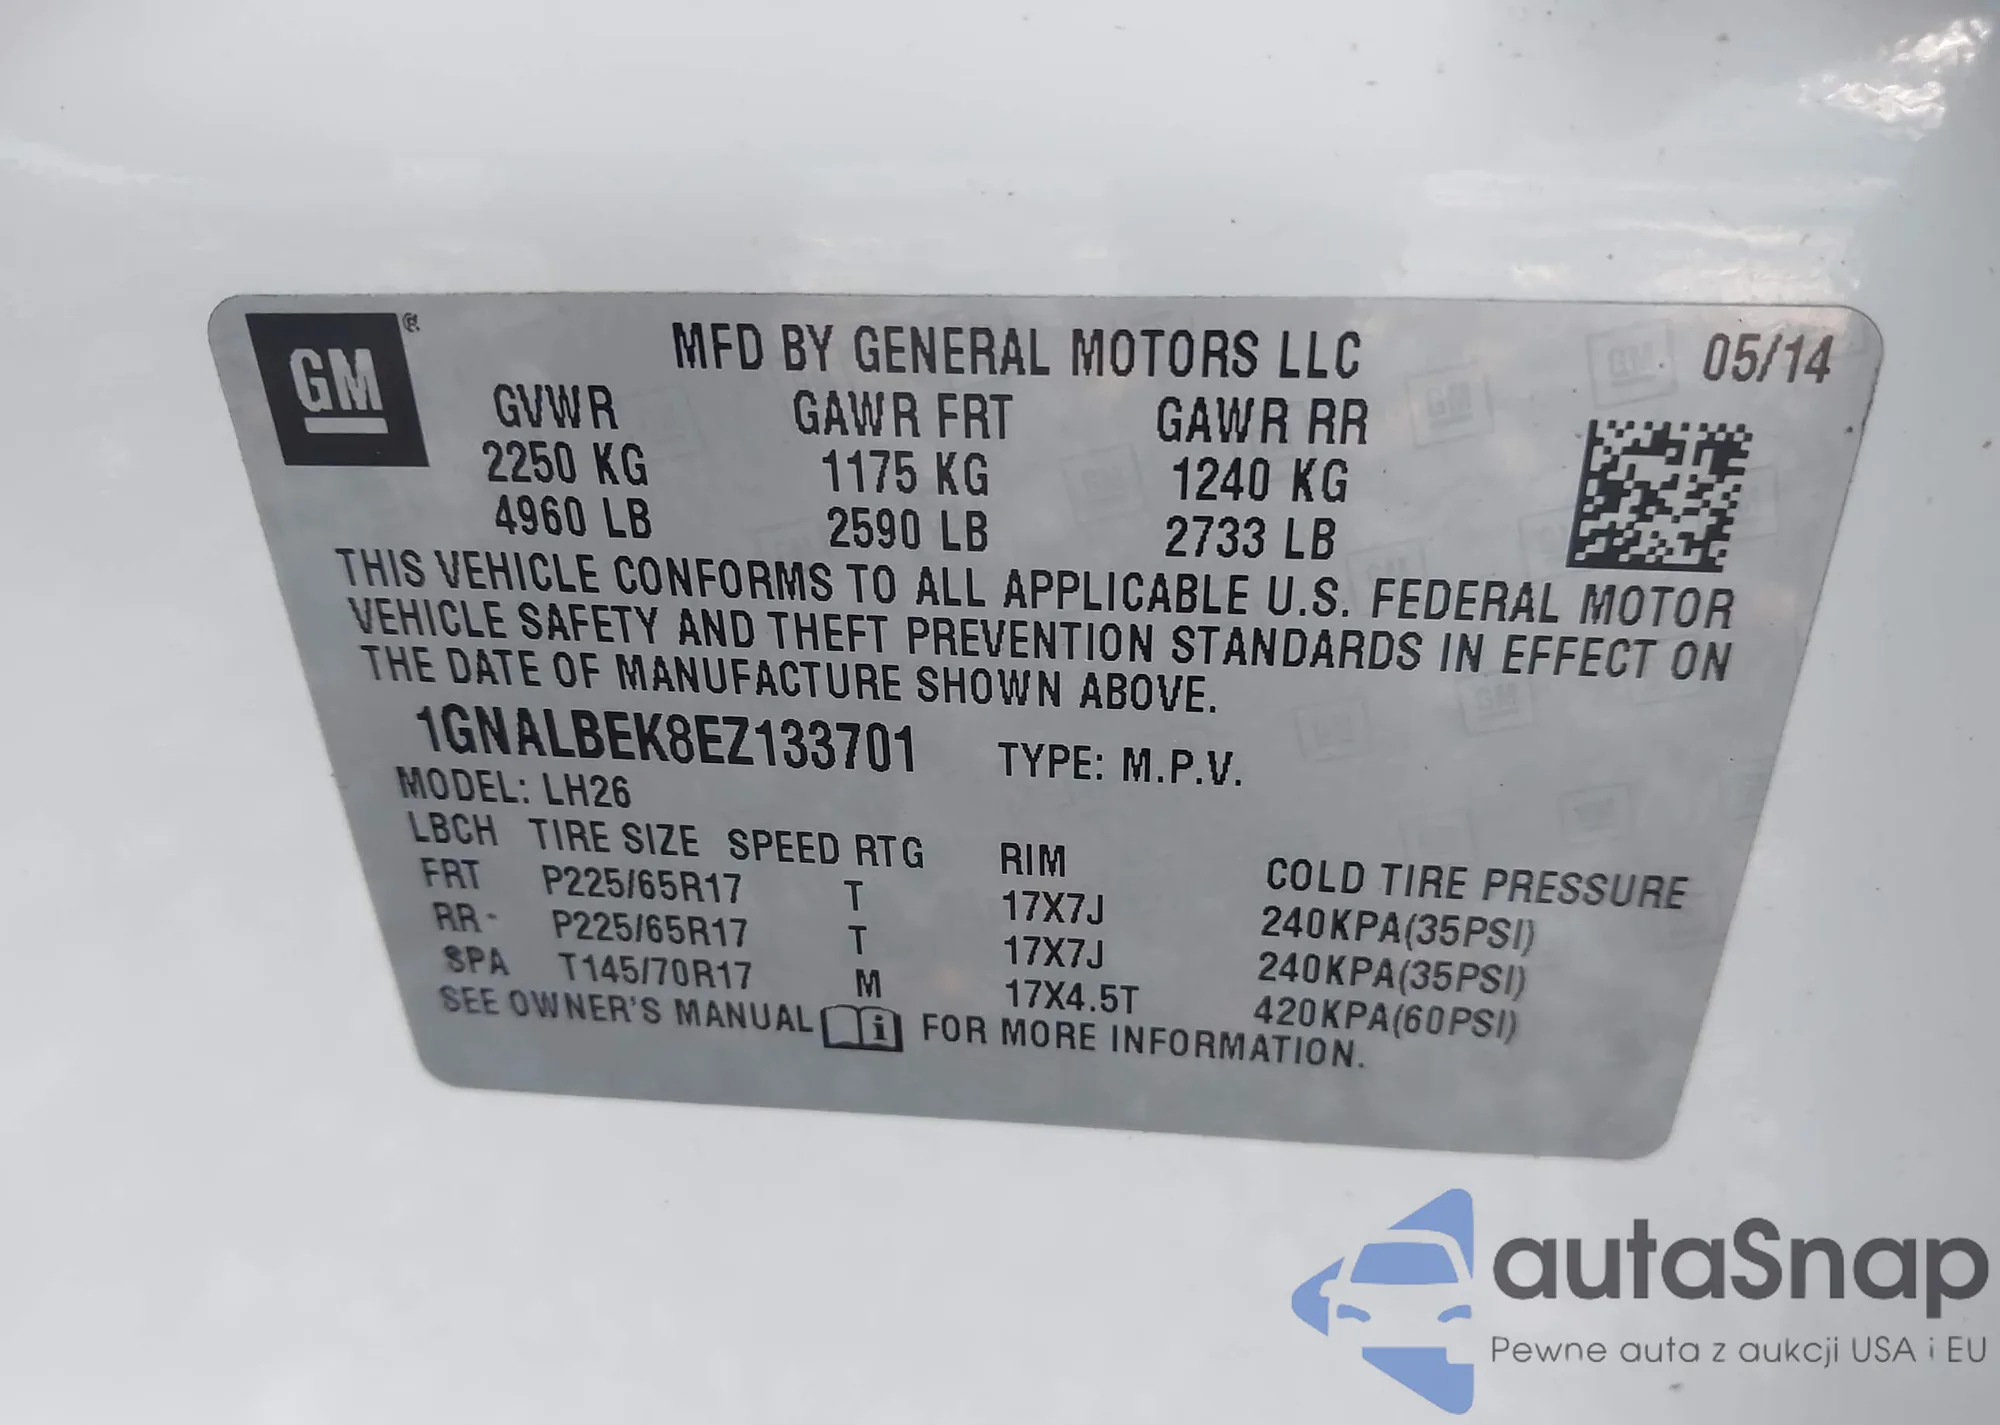 GM® MFD BY GENERAL MOTORS LLC 05/14
GVWR GAWR FRT GAWR RR
2250 KG 1175 KG 1240 KG
4960 LB 2590 LB 2733 LB
THIS VEHICLE CONFORMS TO ALL APPLICABLE U.S. FEDERAL MOTOR
VEHICLE SAFETY AND THEFT PREVENTION STANDARDS IN EFFECT ON
THE DATE OF MANUFACTURE SHOWN ABOVE.
1GNALBEK8EZ133701 TYPE: M.P.V.
MODEL: LH26
LBCH TIRE SIZE SPEED RTG RIM COLD TIRE PRESSURE
FRT P225/65R17 T 17X7J 240KPA(35PSI)
RR- P225/65R17 T 17X7J 240KPA(35PSI)
SPA T145/70R17 M 17X4.5T 420KPA(60PSI)
SEE OWNER'S MANUAL i FOR MORE INFORMATION.
autaSnap
Pewne auta z aukcji USA i EU